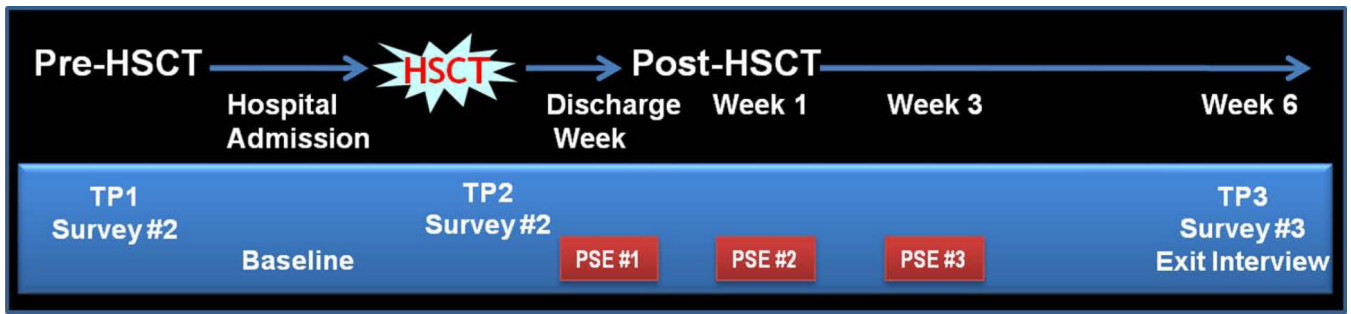 Pre-HSCT
HSCT
Post-HSCT
Hospital
Admission
Discharge
Week
Week 1
Week 3
Week 6
TP1
Survey #2
Baseline
TP2
Survey #2
PSE #1
PSE #2
PSE #3
TP3
Survey #3
Exit Interview